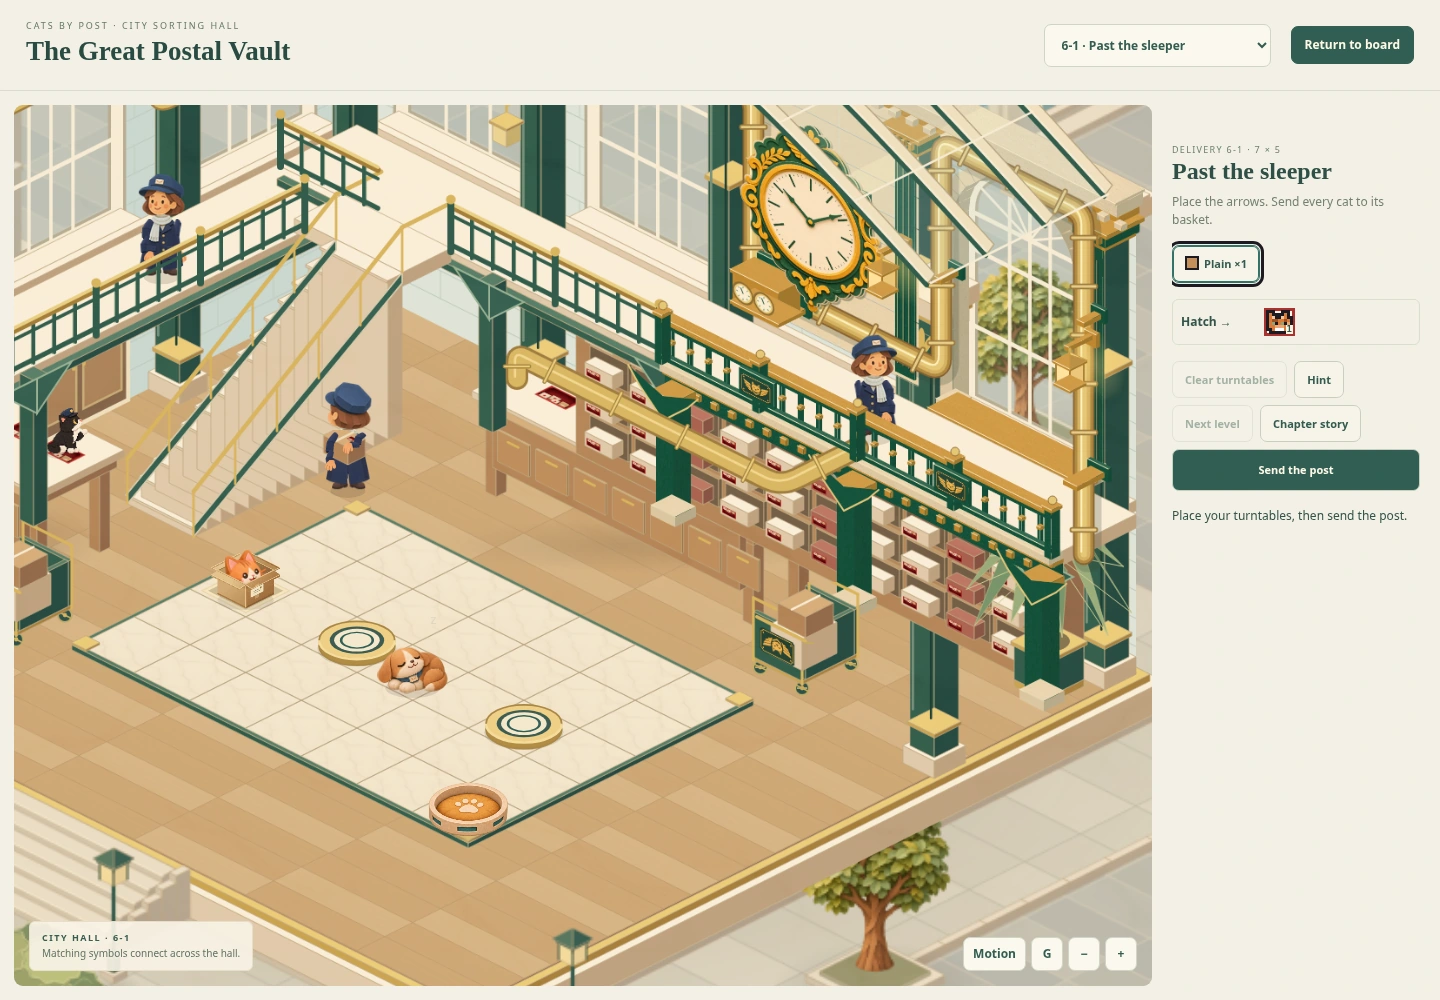 CATS BY POST · CITY SORTING HALL
The Great Postal Vault
6-1 · Past the sleeper
Return to board
DELIVERY 6-1 · 7 × 5
Past the sleeper
Place the arrows. Send every cat to its
basket.
Plain ×1
Hatch →
1
Clear turntables
Hint
Next level
Chapter story
Send the post
Place your turntables, then send the post.
z
CITY HALL · 6-1
Matching symbols connect across the hall.
Motion
G
−
+